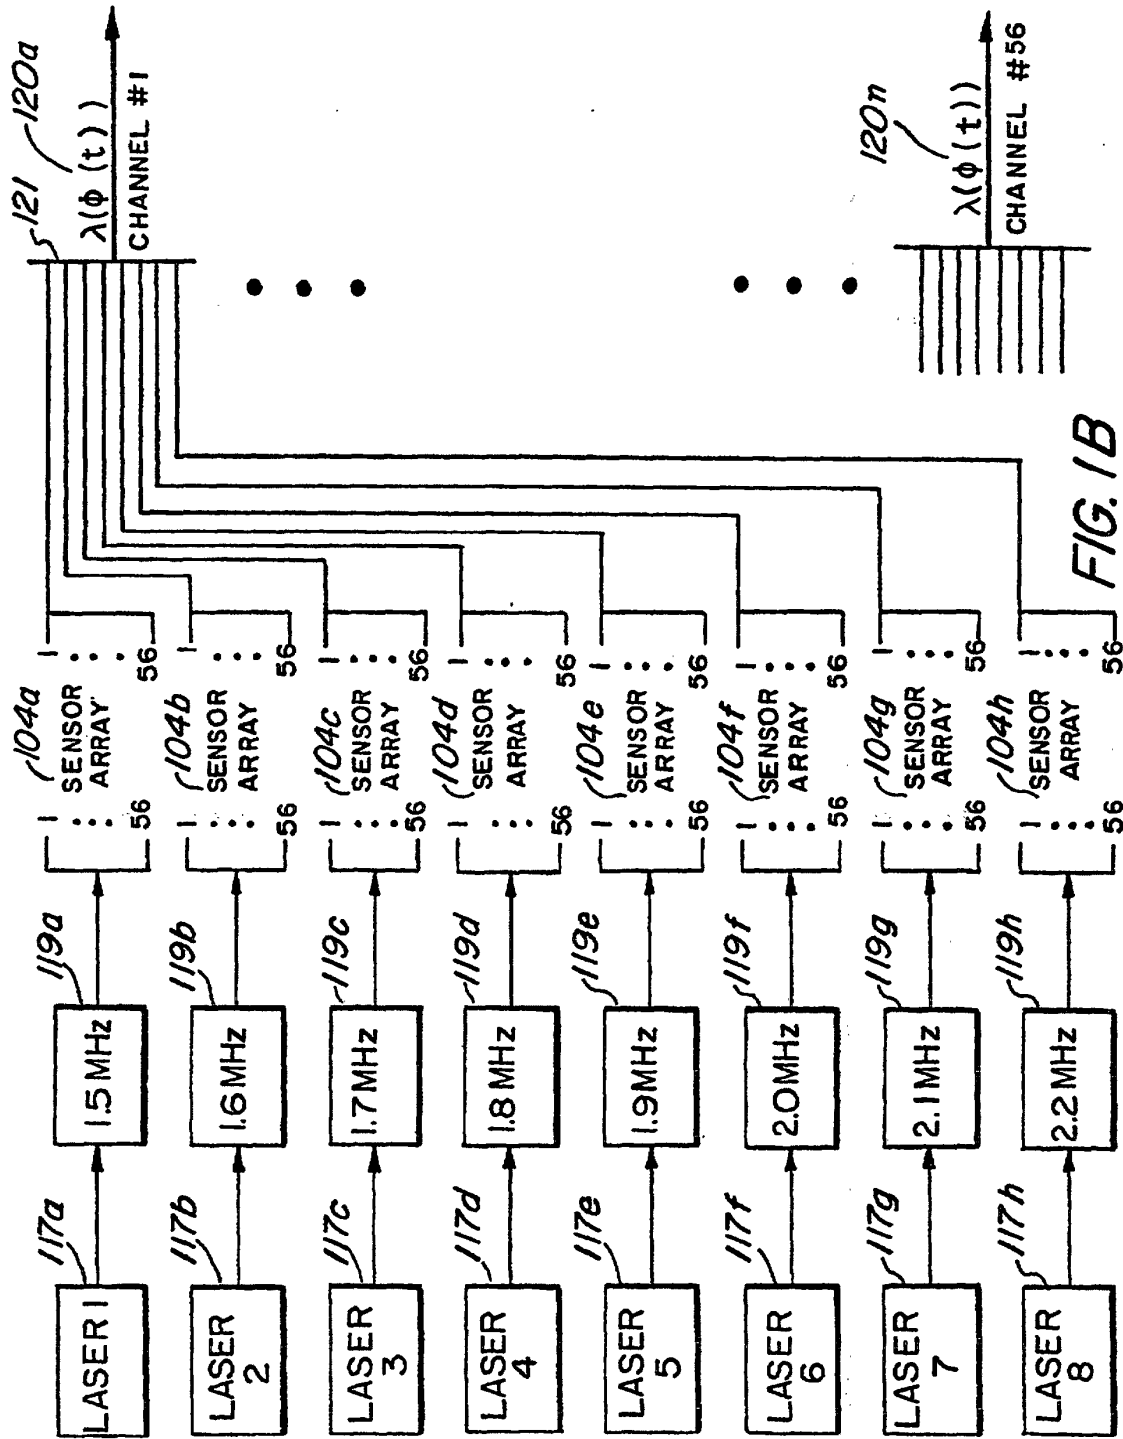 LASER 1
117a
1.5 MHz
119a
104a
SENSOR
ARRAY
1
56
1
56
LASER
2
117b
1.6 MHz
119b
104b
SENSOR
ARRAY
1
56
1
56
LASER
3
117c
1.7 MHz
119c
104c
SENSOR
ARRAY
1
56
1
56
LASER
4
117d
1.8 MHz
119d
104d
SENSOR
ARRAY
1
56
1
56
LASER
5
117e
1.9 MHz
119e
104e
SENSOR
ARRAY
1
56
1
56
LASER
6
117f
2.0 MHz
119f
104f
SENSOR
ARRAY
1
56
1
56
LASER
7
117g
2.1 MHz
119g
104g
SENSOR
ARRAY
1
56
1
56
LASER
8
117h
2.2 MHz
119h
104h
SENSOR
ARRAY
1
56
1
56
121
120a
λ(ϕ(t))
CHANNEL #1
120n
λ(ϕ(t))
CHANNEL #56
FIG. 1B